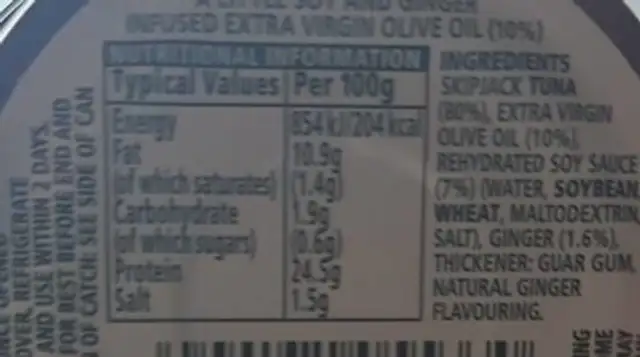 A LITTLE SOY AND GINGER
INFUSED EXTRA VIRGIN OLIVE OIL (10%)
NUTRITIONAL INFORMATION
Typical Values Per 100g
Energy 854 kJ/204 kcal
Fat 10.9g
(of which saturates) (1.4g)
Carbohydrate 1.9g
(of which sugars) (0.6g)
Protein 24.5g
Salt 1.5g
INGREDIENTS
SKIPJACK TUNA
(80%), EXTRA VIRGIN
OLIVE OIL (10%),
REHYDRATED SOY SAUCE
(7%) (WATER, SOYBEAN,
WHEAT, MALTODEXTRIN,
SALT), GINGER (1.6%),
THICKENER: GUAR GUM,
NATURAL GINGER
FLAVOURING.
OPENED
OVER, REFRIGERATE
AND USE WITHIN 2 DAYS.
FOR BEST BEFORE END AND
OF CATCH: SEE SIDE OF CAN